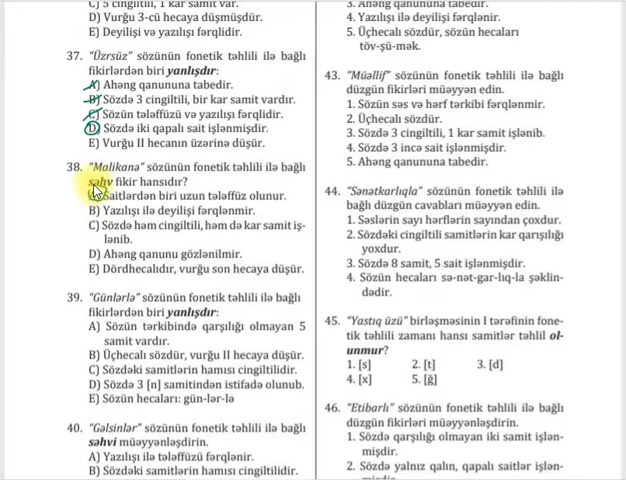 C) 5 cingiltili, 1 kar samit var.
D) Vurğu 3-cü hecaya düşmüşdür.
E) Deyilişi və yazılışı fərqlidir.
37. “Üzrsüz” sözünün fonetik təhlili ilə bağlı
fikirlərdən biri yanlışdır:
A) Ahəng qanununa tabedir.
B) Sözdə 3 cingiltili, bir kar samit vardır.
C) Sözün tələffüzü və yazılışı fərqlidir.
D) Sözdə iki qapalı sait işlənmişdir.
E) Vurğu II hecanın üzərinə düşür.
38. “Malikanə” sözünün fonetik təhlili ilə bağlı
səhv fikir hansıdır?
Saitlərdən biri uzun tələffüz olunur.
B) Yazılışı ilə deyilişi fərqlənmir.
C) Sözdə həm cingiltili, həm də kar samit iş-
lənib.
D) Ahəng qanunu gözlənilmir.
E) Dördhecalıdır, vurğu son hecaya düşür.
39. “Günlərlə” sözünün fonetik təhlili ilə bağlı
fikirlərdən biri yanlışdır:
A) Sözün tərkibində qarşılığı olmayan 5
samit vardır.
B) Üçhecalı sözdür, vurğu II hecaya düşür.
C) Sözdəki samitlərin hamısı cingiltilidir.
D) Sözdə 3 [n] samitindən istifadə olunub.
E) Sözün hecaları: gün-lər-lə
40. “Gəlsinlər” sözünün fonetik təhlili ilə bağlı
səhvi müəyyənləşdirin.
A) Yazılışı ilə tələffüzü fərqlənir.
B) Sözdəki samitlərin hamısı cingiltilidir.
3. Ahəng qanununa tabedir.
4. Yazılışı ilə deyilişi fərqlənir.
5. Üçhecalı sözdür, sözün hecaları
töv-şü-mək.
43. “Müəllif” sözünün fonetik təhlili ilə bağlı
düzgün fikirləri müəyyən edin.
1. Sözün səs və hərf tərkibi fərqlənmir.
2. Üçhecalı sözdür.
3. Sözdə 3 cingiltili, 1 kar samit işlənib.
4. Sözdə 3 incə sait işlənmişdir.
5. Ahəng qanununa tabedir.
44. “Sənətkarlıqla” sözünün fonetik təhlili ilə
bağlı düzgün cavabları müəyyən edin.
1. Səslərin sayı hərflərin sayından çoxdur.
2. Sözdəki cingiltili samitlərin kar qarışılığı
yoxdur.
3. Sözdə 8 samit, 5 sait işlənmişdir.
4. Sözün hecaları sə-nət-gar-lıq-la şəklin-
dədir.
45. “Yastıq üzü” birləşməsinin I tərəfinin fone-
tik təhlili zamanı hansı samitlər təhlil ol-
unmur?
1. [s] 2. [t] 3. [d]
4. [x] 5. [ğ]
46. “Etibarlı” sözünün fonetik təhlili ilə bağlı
düzgün fikirləri müəyyənləşdirin.
1. Sözdə qarşılığı olmayan iki samit işlən-
mişdir.
2. Sözdə yalnız qalın, qapalı saitlər işlən-